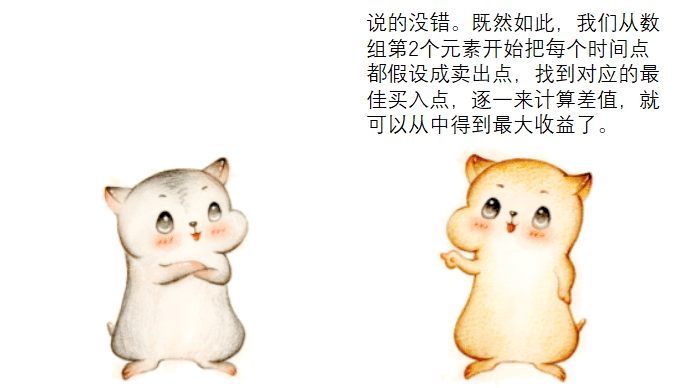 说的没错。既然如此，我们从数
组第2个元素开始把每个时间点
都假设成卖出点，找到对应的最
佳买入点，逐一来计算差值，就
可以从中得到最大收益了。